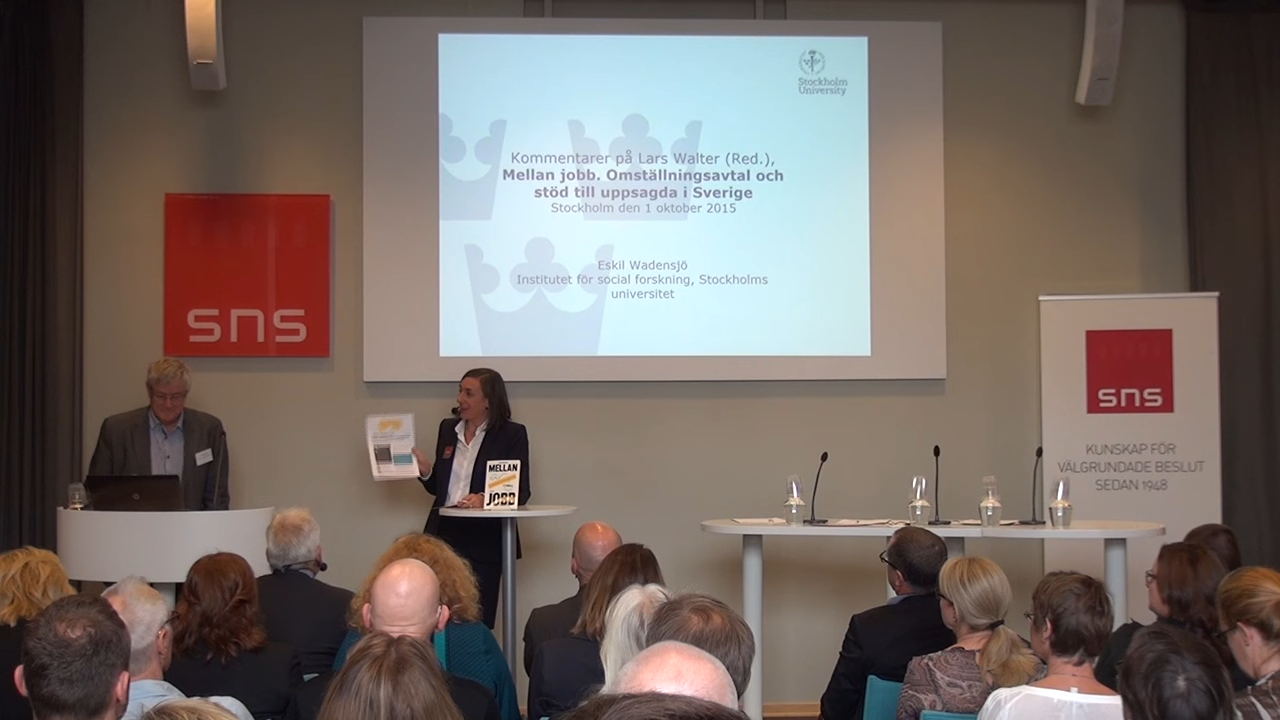 Stockholm
University
Kommentarer på Lars Walter (Red.),
Mellan jobb. Omställningsavtal och
stöd till uppsagda i Sverige
Stockholm den 1 oktober 2015
Eskil Wadensjö
Institutet för social forskning, Stockholms
universitet
sns
MELLAN
JOBB
sns
KUNSKAP FÖR
VÄLGRUNDADE BESLUT
SEDAN 1948